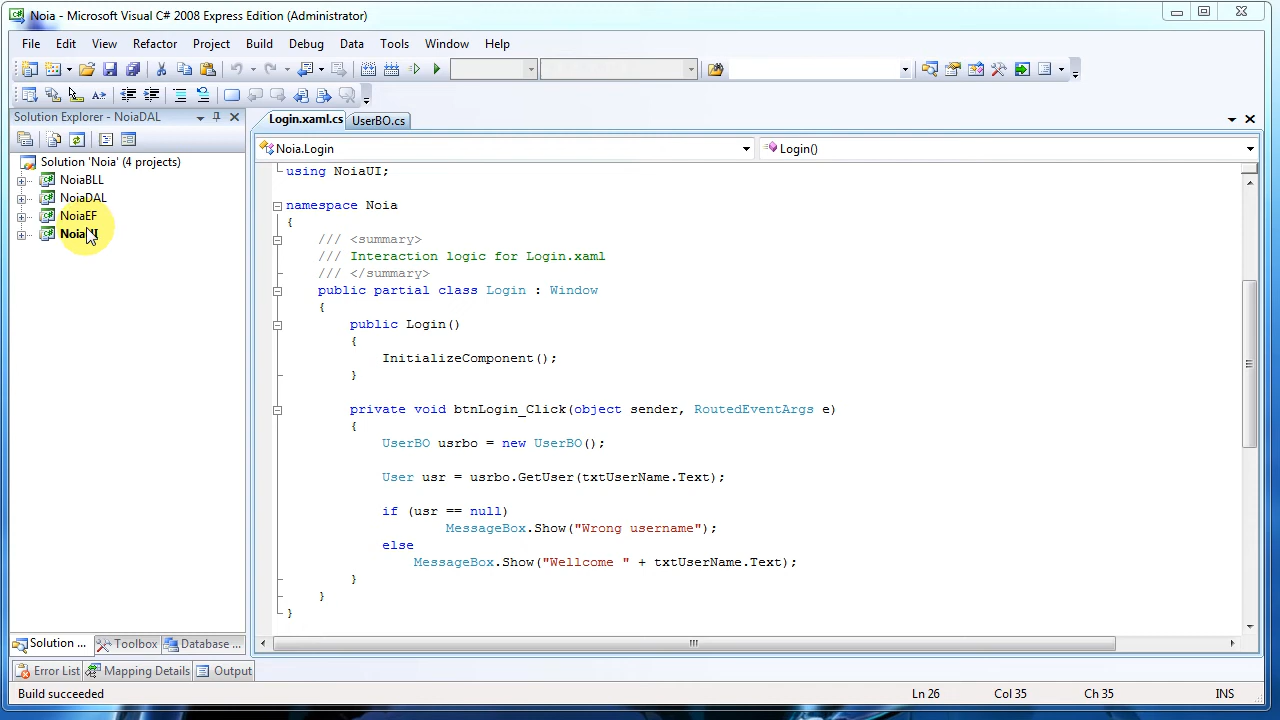 Noia - Microsoft Visual C# 2008 Express Edition (Administrator)
File Edit View Refactor Project Build Debug Data Tools Window Help
Solution Explorer - NoiaDAL
Login.xaml.cs UserBO.cs
Noia.Login Login()
Solution 'Noia' (4 projects)
NoiaBLL
NoiaDAL
NoiaEF
using NoiaUI;
namespace Noia
{
/// <summary>
/// Interaction logic for Login.xaml
/// </summary>
public partial class Login : Window
{
public Login()
{
InitializeComponent();
}
private void btnLogin_Click(object sender, RoutedEventArgs e)
{
UserBO usrbo = new UserBO();
User usr = usrbo.GetUser(txtUserName.Text);
if (usr == null)
MessageBox.Show("Wrong username");
else
MessageBox.Show("Wellcome " + txtUserName.Text);
}
}
}
Solution ... Toolbox Database ...
Error List Mapping Details Output
Build succeeded Ln 26 Col 35 Ch 35 INS